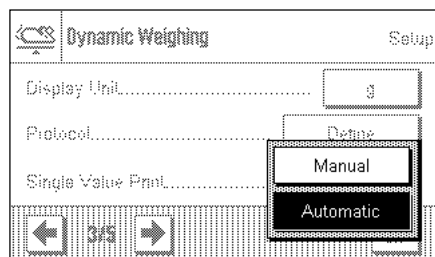 Dynamic Weighing Setup
Display Unit........................... g
Protocol................................ Define
Single Value Print...................
Manual
Automatic
3/5